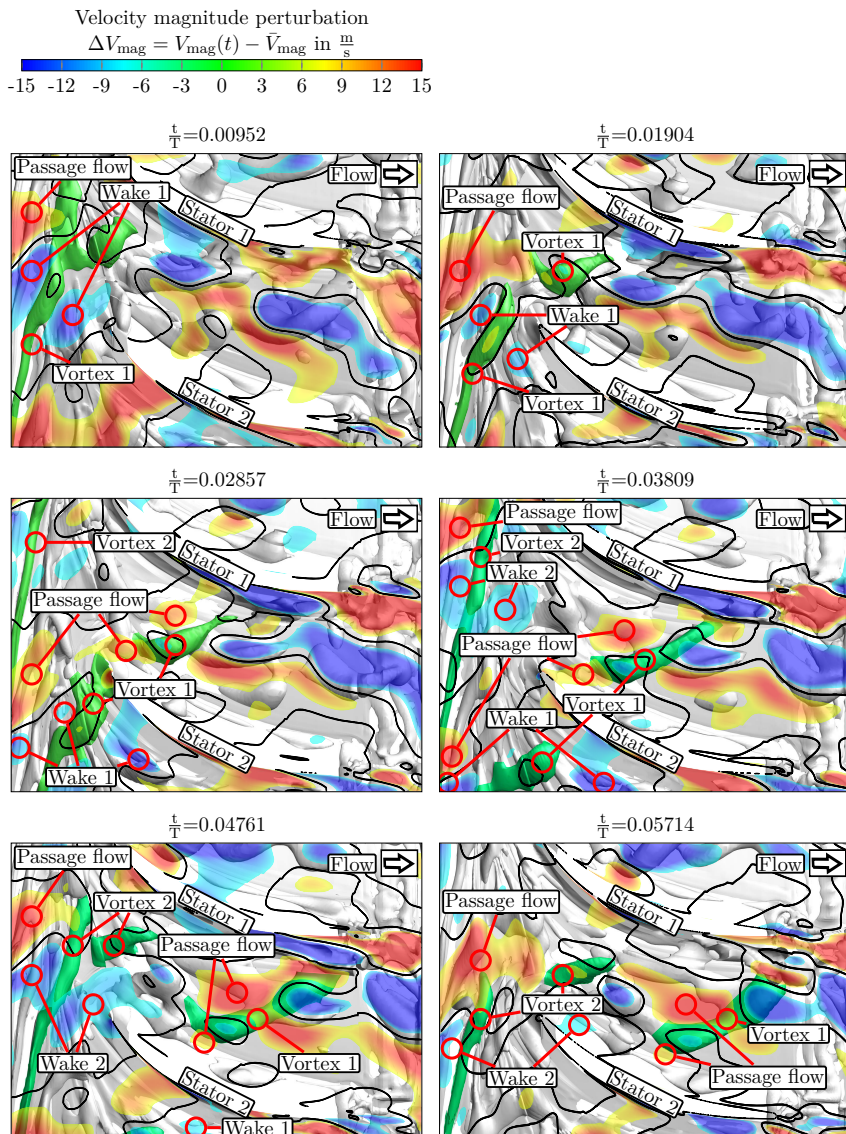 Velocity magnitude perturbation
ΔV_mag = V_mag(t) − V̄_mag in m/s
-15 -12 -9 -6 -3 0 3 6 9 12 15
t/T=0.00952
Passage flow
Wake 1
Flow
Stator 1
Vortex 1
Stator 2
t/T=0.01904
Flow
Passage flow
Stator 1
Vortex 1
Wake 1
Vortex 1
Stator 2
t/T=0.02857
Flow
Vortex 2
Stator 1
Passage flow
Vortex 1
Stator 2
Wake 1
t/T=0.03809
Passage flow
Flow
Vortex 2
Stator 1
Wake 2
Passage flow
Vortex 1
Wake 1
Stator 2
t/T=0.04761
Passage flow
Flow
Vortex 2
Stator 1
Passage flow
Wake 2
Vortex 1
Stator 2
Wake 1
t/T=0.05714
Flow
Passage flow
Stator 1
Vortex 2
Vortex 1
Wake 2
Passage flow
Stator 2